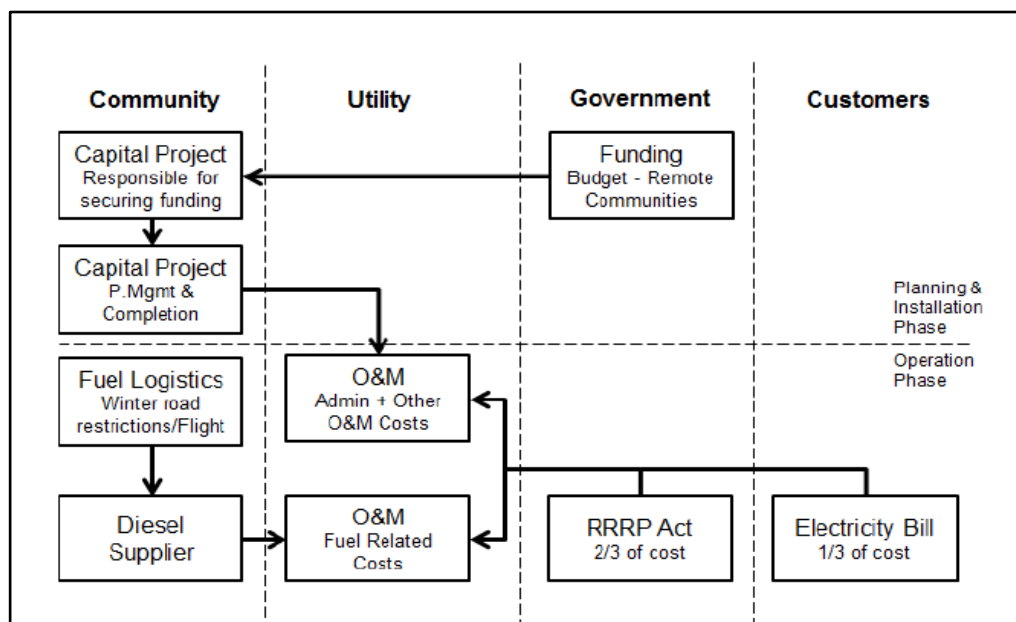 Community
Utility
Government
Customers
Capital Project
Responsible for
securing funding
Funding
Budget - Remote
Communities
Capital Project
P.Mgmt &
Completion
Planning &
Installation
Phase
Operation
Phase
Fuel Logistics
Winter road
restrictions/Flight
O&M
Admin + Other
O&M Costs
Diesel
Supplier
O&M
Fuel Related
Costs
RRRP Act
2/3 of cost
Electricity Bill
1/3 of cost